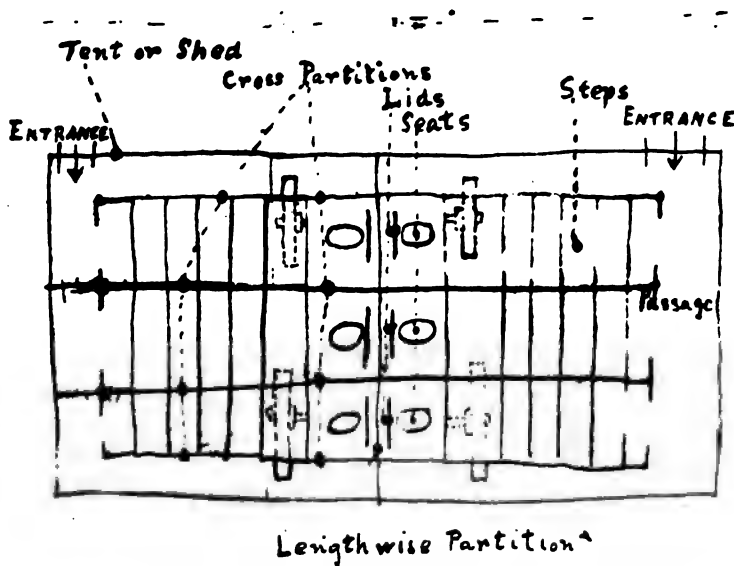 Tent or Shed
Cross Partitions
Lids
Seats
Steps
ENTRANCE
ENTRANCE
Passage
Lengthwise Partition